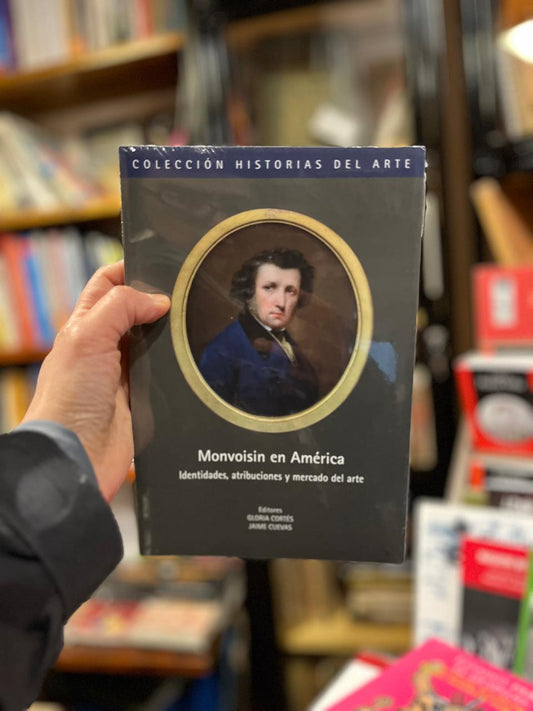 COLECCIÓN HISTORIAS DEL ARTE
Monvoisin en América
Identidades, atribuciones y mercado del arte
Editores
GLORIA CORTÉS
JAIME CUEVAS